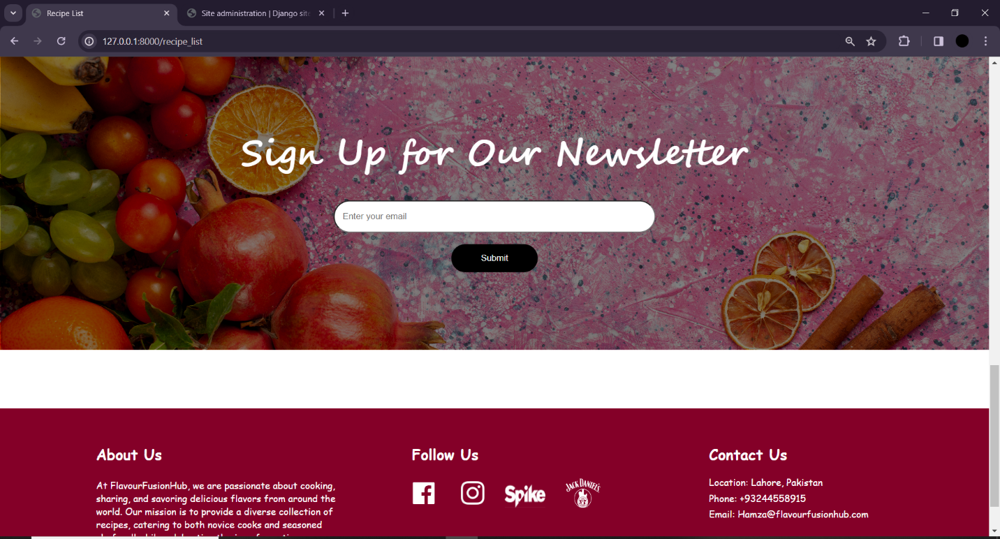 Recipe List
Site administration | Django site
127.0.0.1:8000/recipe_list
Sign Up for Our Newsletter
Enter your email
Submit
About Us
At FlavourFusionHub, we are passionate about cooking,
sharing, and savoring delicious flavors from around the
world. Our mission is to provide a diverse collection of
recipes, catering to both novice cooks and seasoned
Follow Us
Spike
JACK DANIEL'S
Contact Us
Location: Lahore, Pakistan
Phone: +93244558915
Email: Hamza@flavourfusionhub.com